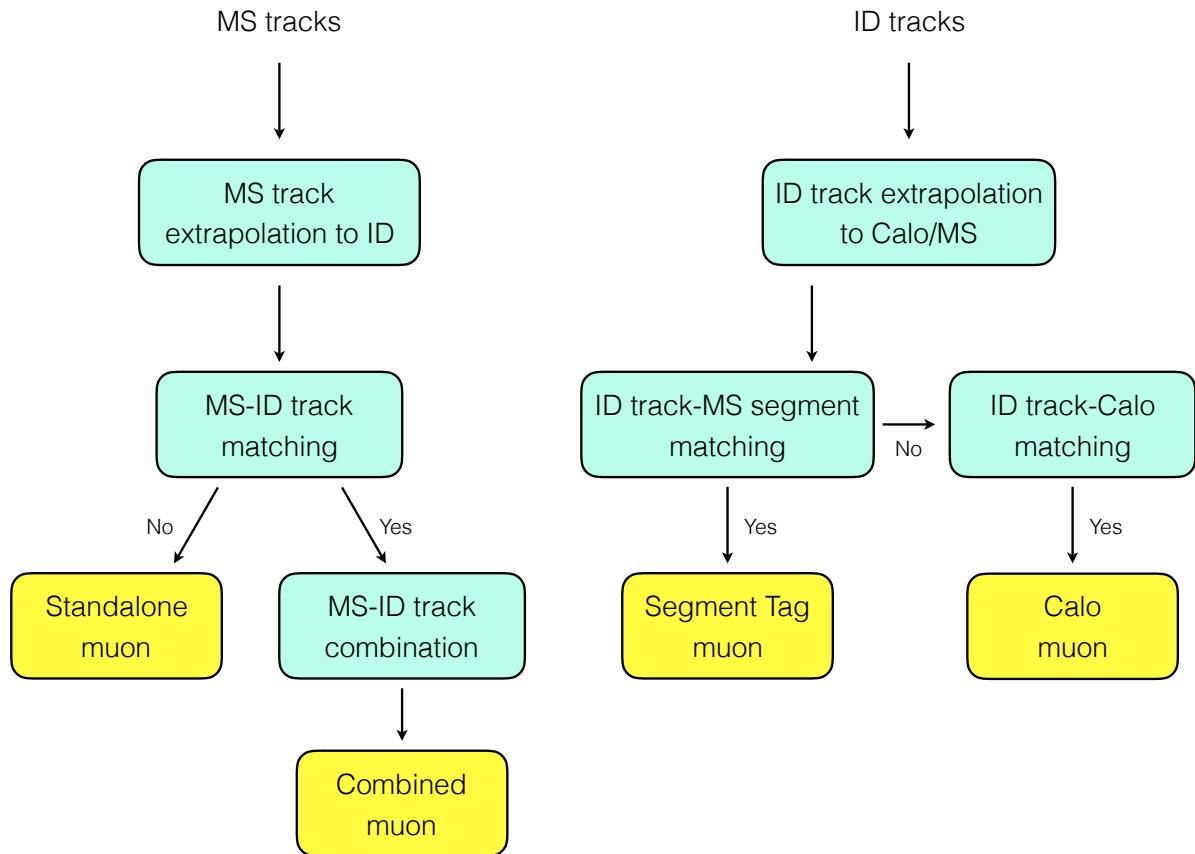 MS tracks
ID tracks
MS track
extrapolation to ID
ID track extrapolation
to Calo/MS
MS-ID track
matching
ID track-MS segment
matching
No
ID track-Calo
matching
No
Yes
Yes
Yes
Standalone
muon
MS-ID track
combination
Segment Tag
muon
Calo
muon
Combined
muon